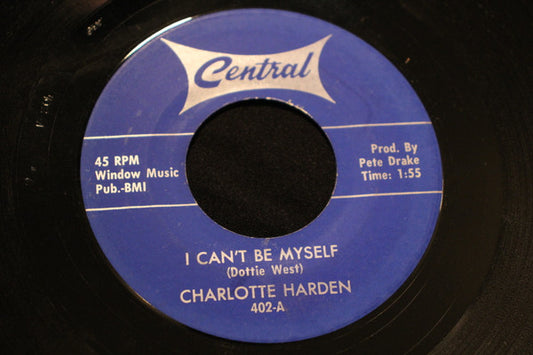 Central
45 RPM
Window Music
Pub.-BMI
Prod. By
Pete Drake
Time: 1:55
I CAN'T BE MYSELF
(Dottie West)
CHARLOTTE HARDEN
402-A